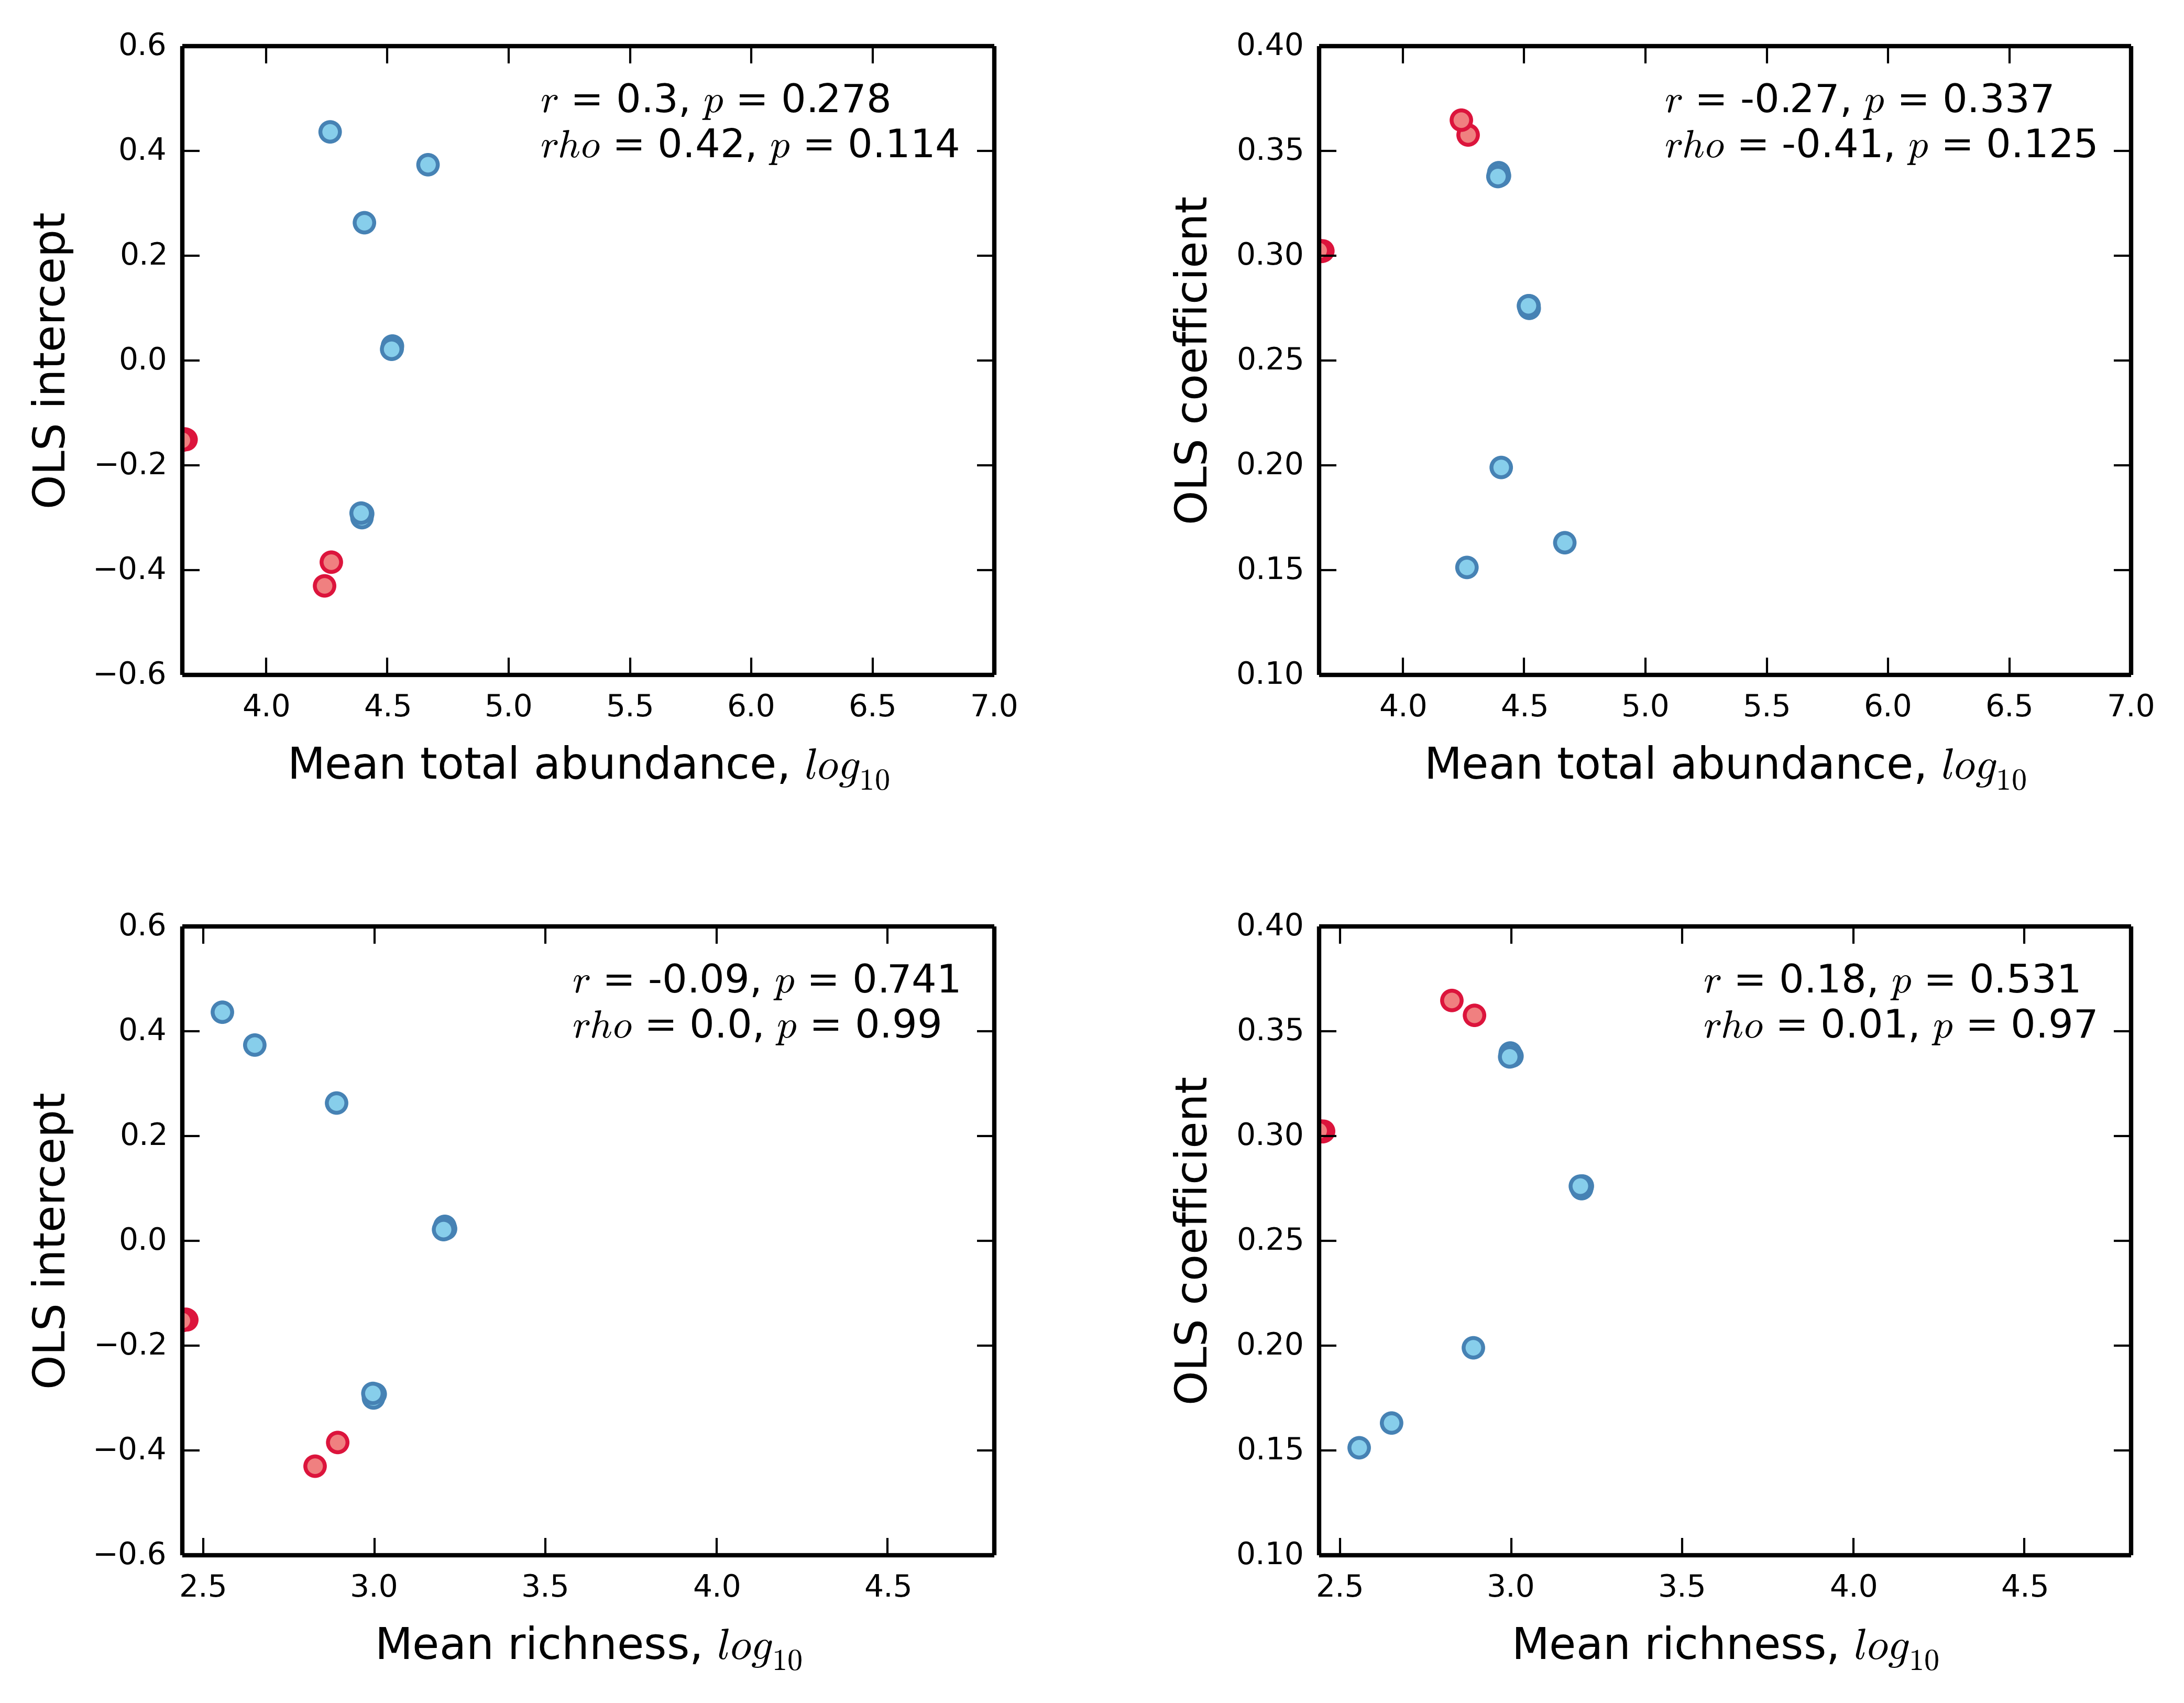 0.6
0.4
0.2
0.0
−0.2
−0.4
−0.6
OLS intercept
r = 0.3, p = 0.278
rho = 0.42, p = 0.114
4.0 4.5 5.0 5.5 6.0 6.5 7.0
Mean total abundance, log10
0.40
0.35
0.30
0.25
0.20
0.15
0.10
OLS coefficient
r = -0.27, p = 0.337
rho = -0.41, p = 0.125
4.0 4.5 5.0 5.5 6.0 6.5 7.0
Mean total abundance, log10
0.6
0.4
0.2
0.0
−0.2
−0.4
−0.6
OLS intercept
r = -0.09, p = 0.741
rho = 0.0, p = 0.99
2.5 3.0 3.5 4.0 4.5
Mean richness, log10
0.40
0.35
0.30
0.25
0.20
0.15
0.10
OLS coefficient
r = 0.18, p = 0.531
rho = 0.01, p = 0.97
2.5 3.0 3.5 4.0 4.5
Mean richness, log10